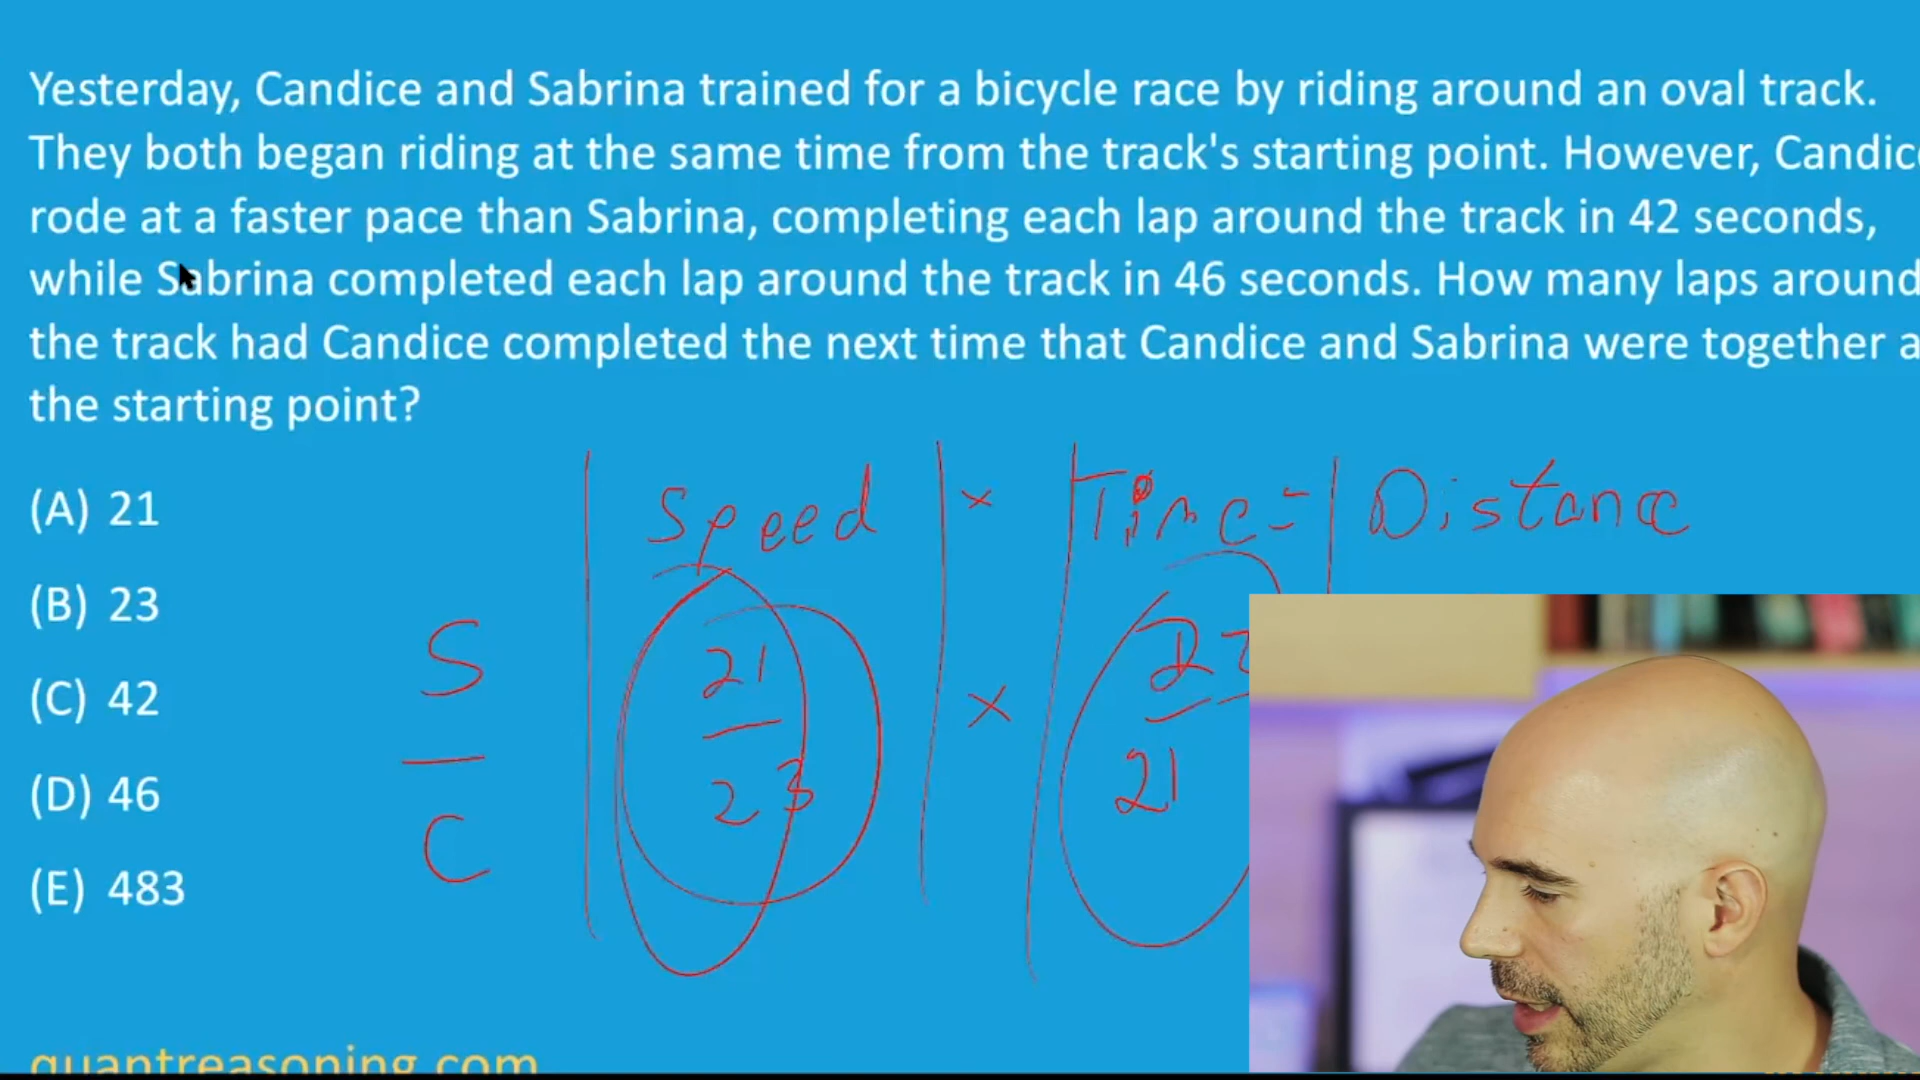 Yesterday, Candice and Sabrina trained for a bicycle race by riding around an oval track.
They both began riding at the same time from the track's starting point. However, Candic
rode at a faster pace than Sabrina, completing each lap around the track in 42 seconds,
while Sabrina completed each lap around the track in 46 seconds. How many laps around
the track had Candice completed the next time that Candice and Sabrina were together a
the starting point?
(A) 21
(B) 23
(C) 42
(D) 46
(E) 483
Speed × Time = Distance
S
C
21
23
×
21
quantreasoning.com